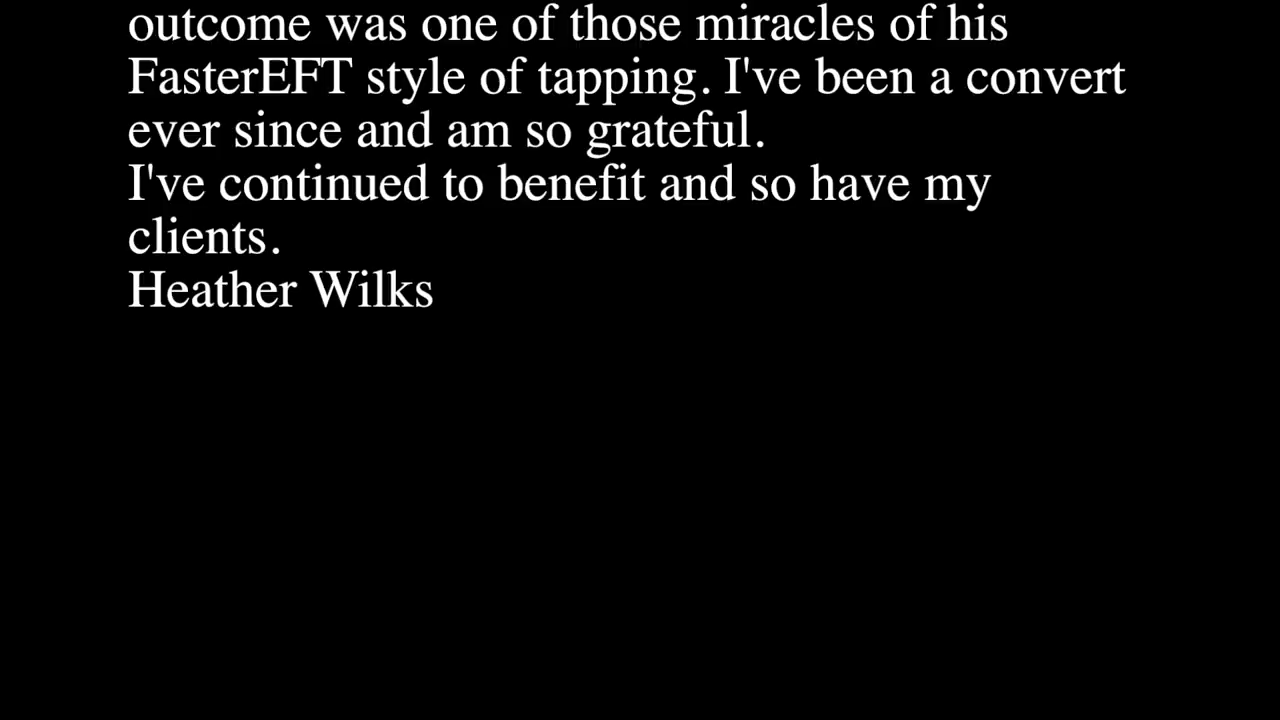 outcome was one of those miracles of his
FasterEFT style of tapping. I've been a convert
ever since and am so grateful.
I've continued to benefit and so have my
clients.
Heather Wilks